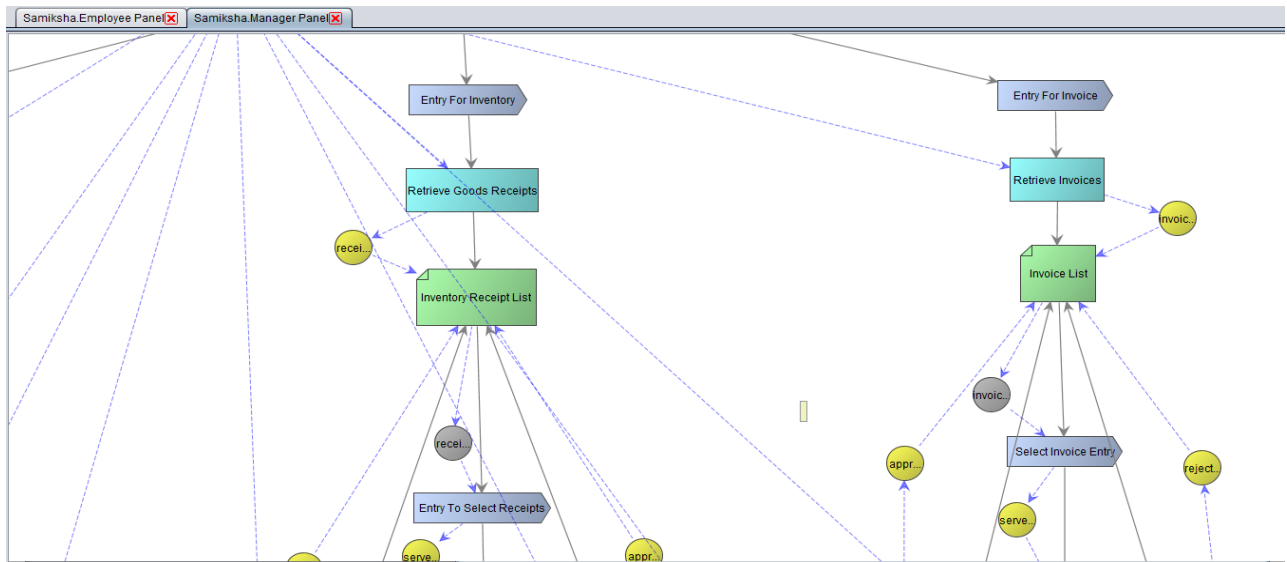 Samiksha.Employee Panel
Samiksha.Manager Panel
Entry For Inventory
Entry For Invoice
Retrieve Goods Receipts
Retrieve Invoices
recei...
invoic...
Inventory Receipt List
Invoice List
invoic...
recei...
Select Invoice Entry
appr...
reject...
Entry To Select Receipts
serve...
serve...
appr...